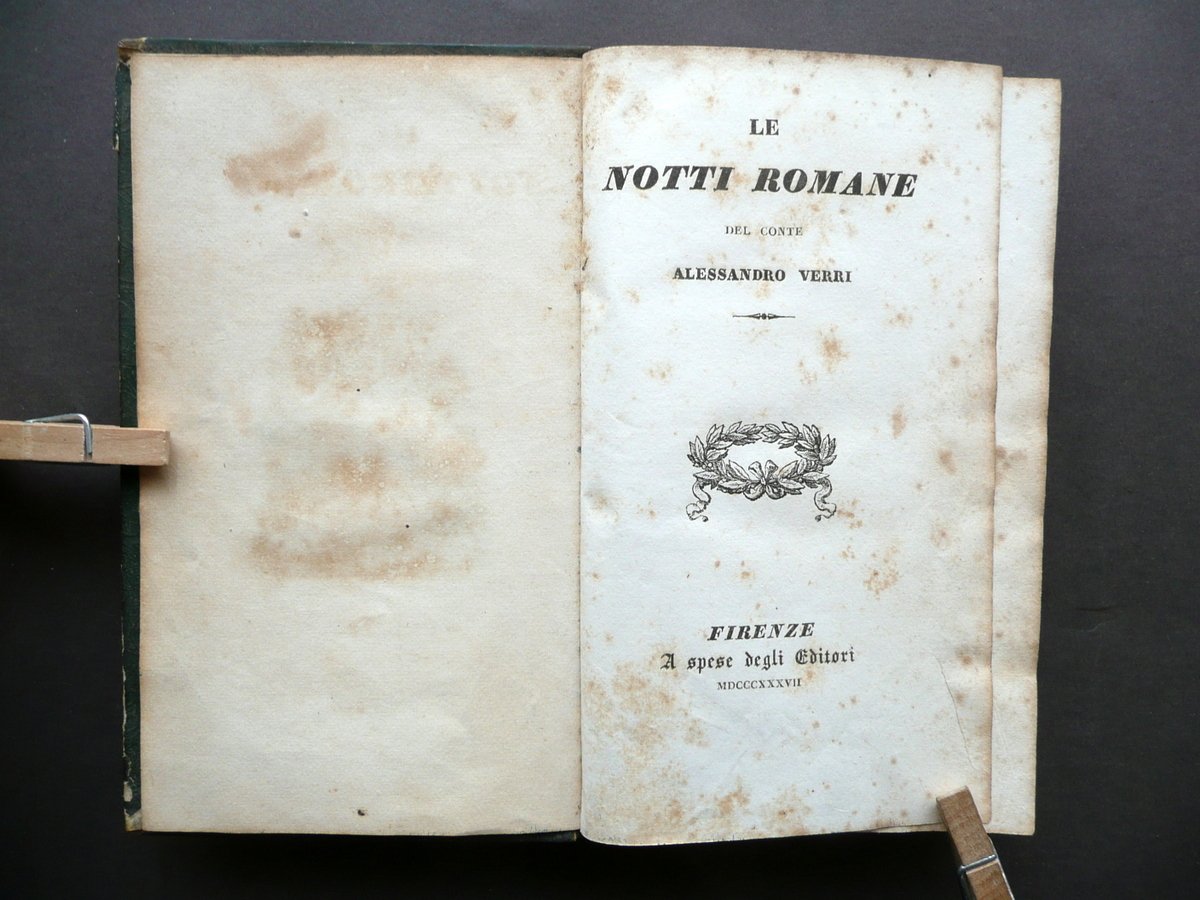 LE
NOTTI ROMANE
DEL CONTE
ALESSANDRO VERRI
FIRENZE
A spese degli Editori
MDCCCXXXVII